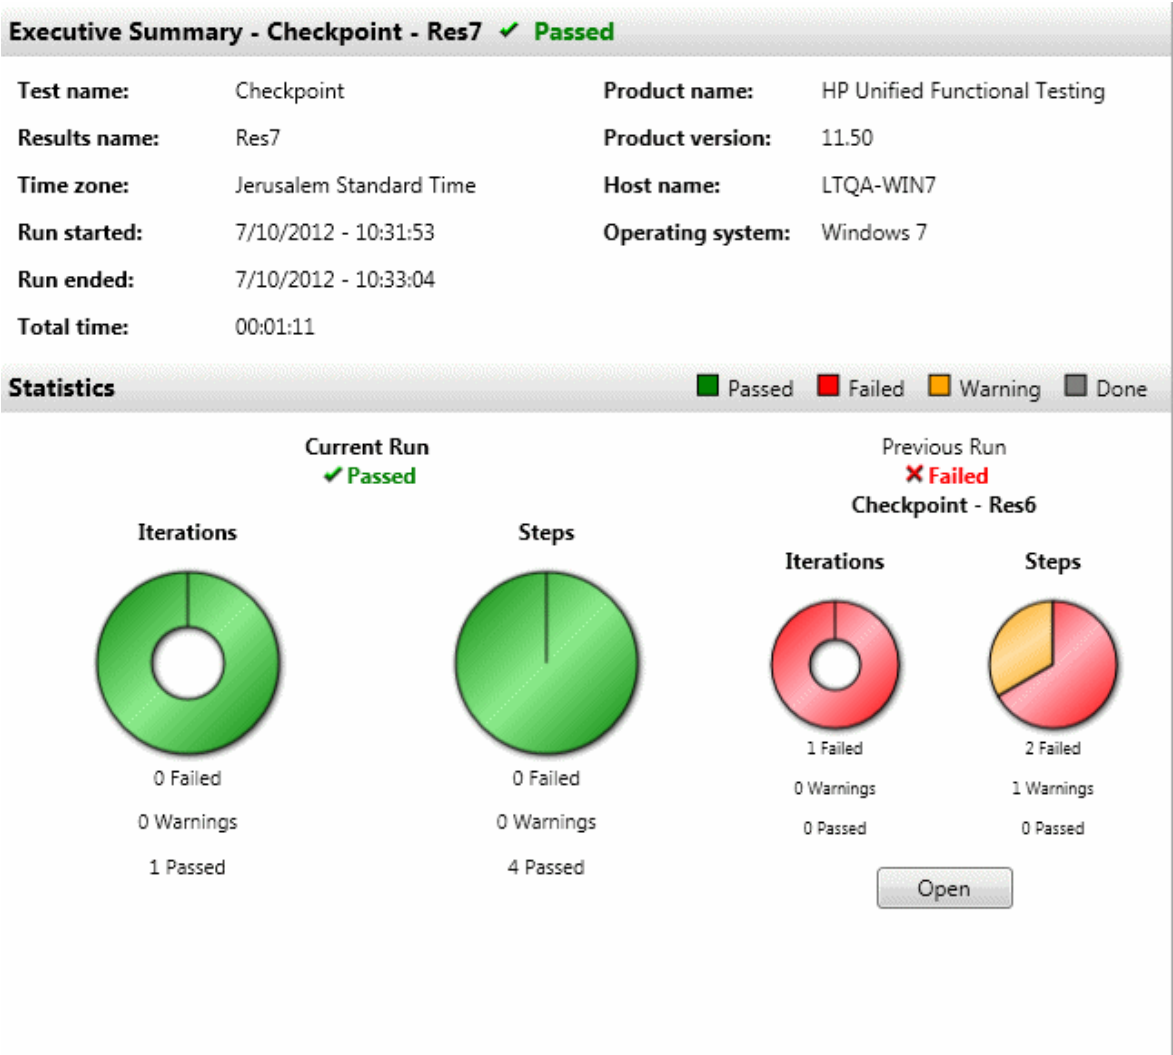 Executive Summary - Checkpoint - Res7 ✓ Passed
Test name: Checkpoint
Product name: HP Unified Functional Testing
Results name: Res7
Product version: 11.50
Time zone: Jerusalem Standard Time
Host name: LTQA-WIN7
Run started: 7/10/2012 - 10:31:53
Operating system: Windows 7
Run ended: 7/10/2012 - 10:33:04
Total time: 00:01:11
Statistics
Passed Failed Warning Done
Current Run
✓ Passed
Iterations
0 Failed
0 Warnings
1 Passed
Steps
0 Failed
0 Warnings
4 Passed
Previous Run
✗ Failed
Checkpoint - Res6
Iterations
1 Failed
0 Warnings
0 Passed
Steps
2 Failed
1 Warnings
0 Passed
Open